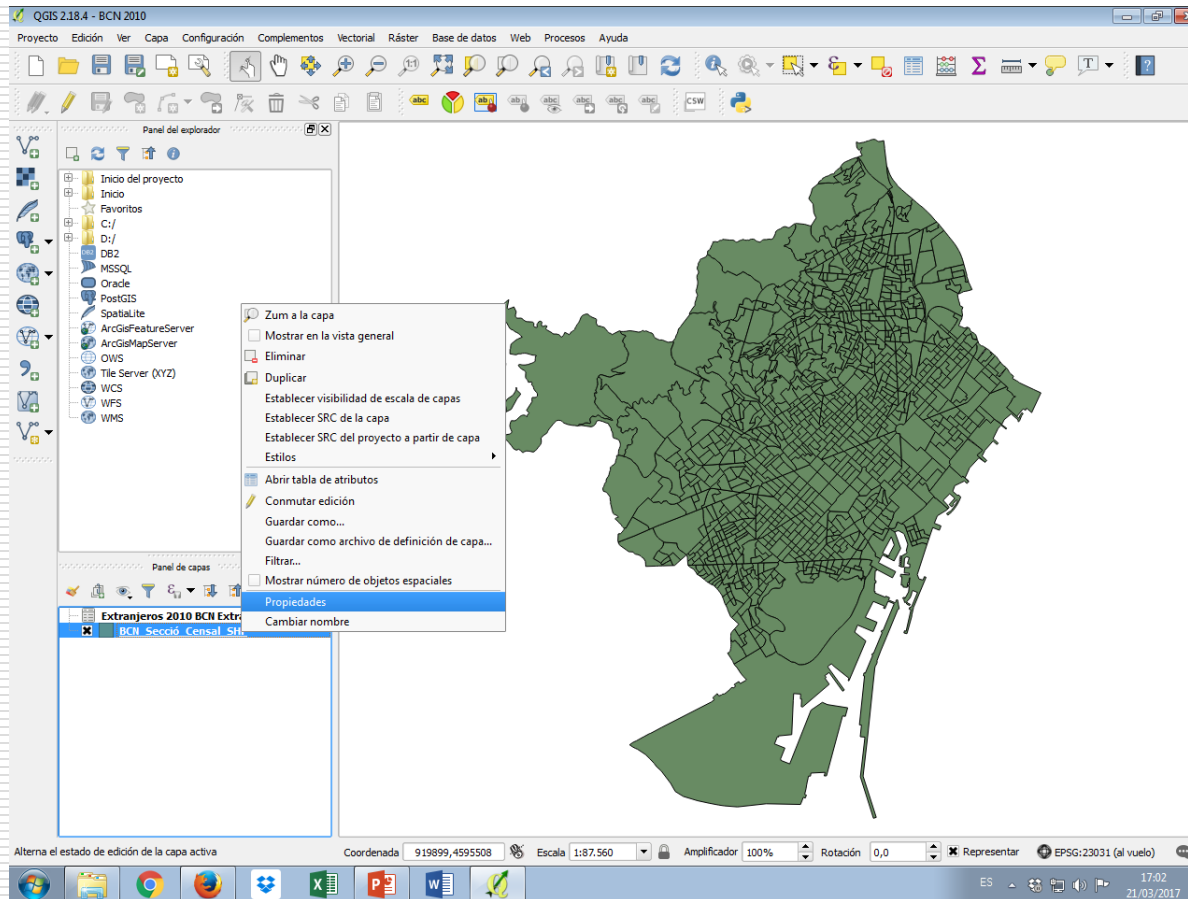 QGIS 2.18.4 - BCN 2010
Proyecto Edición Ver Capa Configuración Complementos Vectorial Ráster Base de datos Web Procesos Ayuda
Panel del explorador
Inicio del proyecto
Inicio
Favoritos
C:/
D:/
DB2
MSSQL
Oracle
PostGIS
SpatiaLite
ArcGisFeatureServer
ArcGisMapServer
OWS
Tile Server (XYZ)
WCS
WFS
WMS
Zum a la capa
Mostrar en la vista general
Eliminar
Duplicar
Establecer visibilidad de escala de capas
Establecer SRC de la capa
Establecer SRC del proyecto a partir de capa
Estilos
Abrir tabla de atributos
Conmutar edición
Guardar como...
Guardar como archivo de definición de capa...
Filtrar...
Mostrar número de objetos espaciales
Propiedades
Cambiar nombre
Panel de capas
Extranjeros 2010 BCN Extra
BCN_Secció_Censal_SH
Alterna el estado de edición de la capa activa Coordenada 919899,4595508 Escala 1:87.560 Amplificador 100% Rotación 0,0 Representar EPSG:23031 (al vuelo)
ES 17:02
21/03/2017